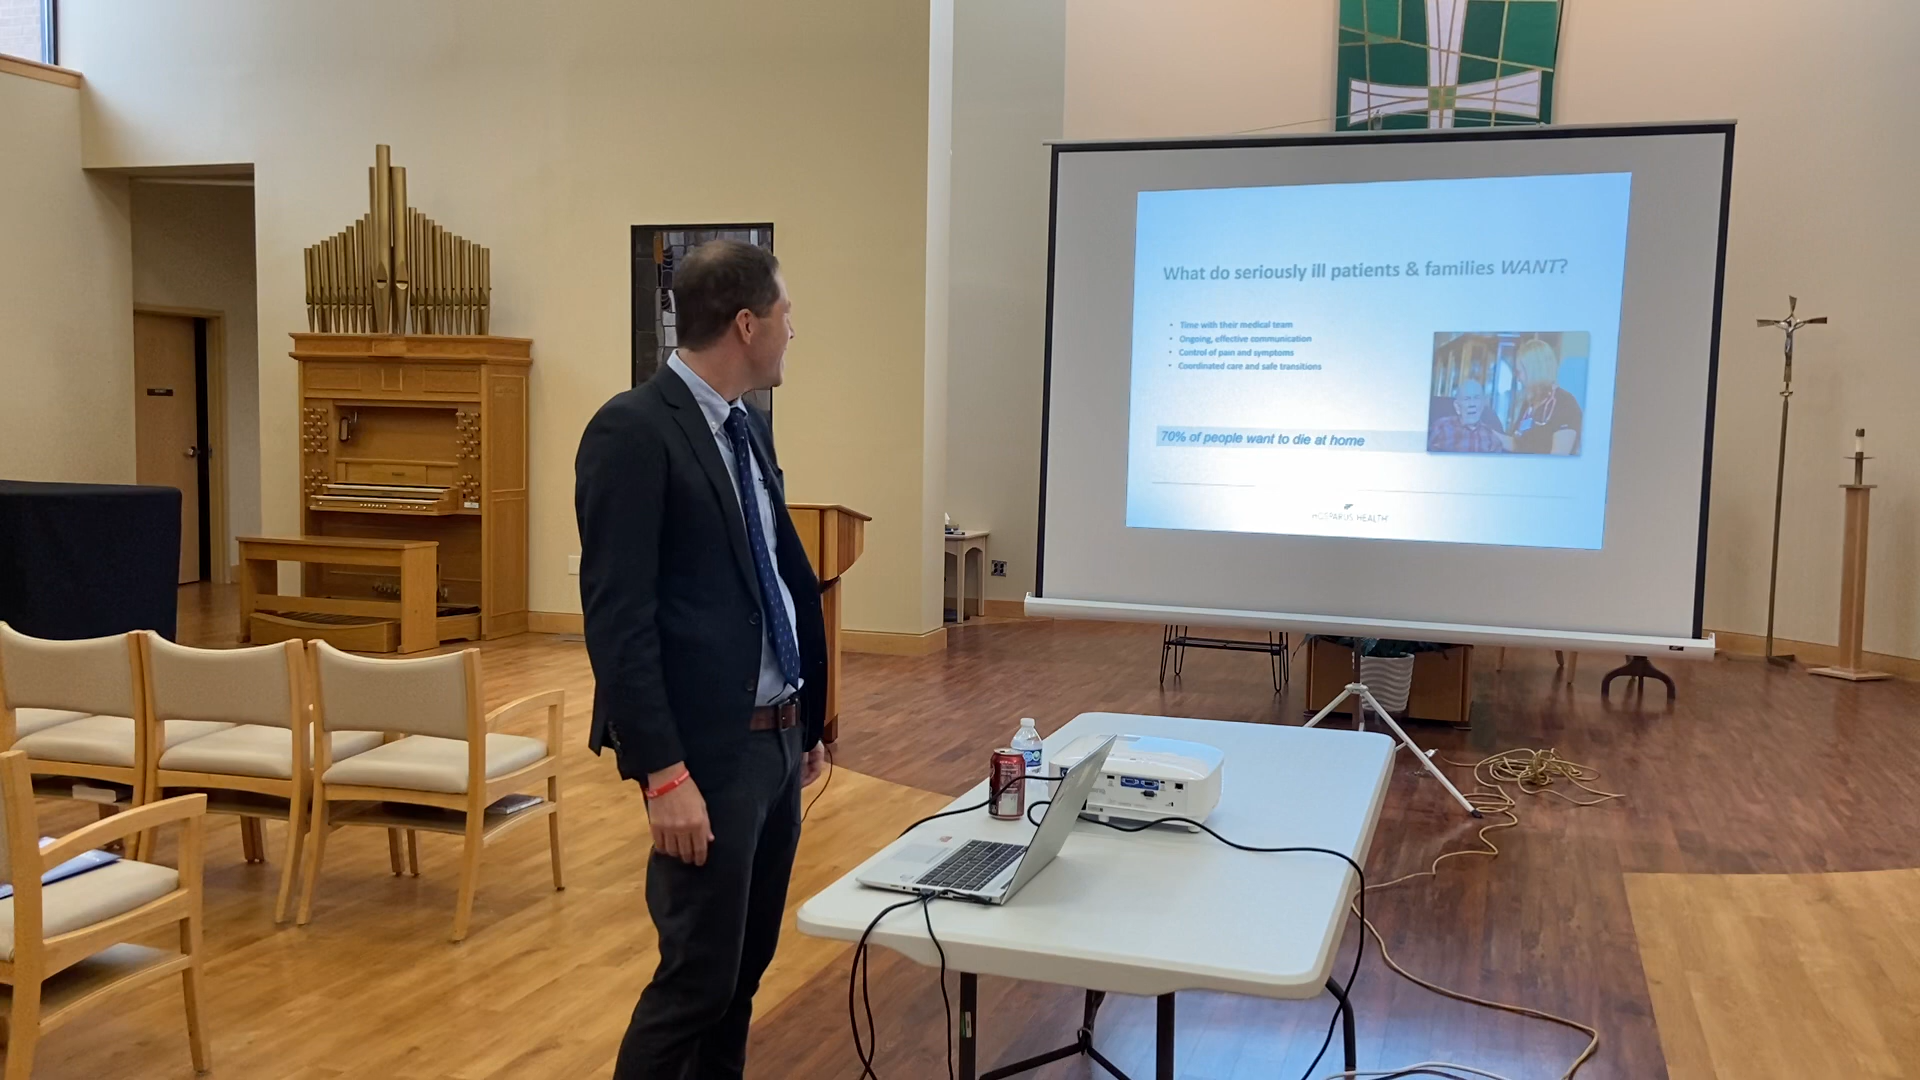 What do seriously ill patients & families WANT?
• Time with their medical team
• Ongoing, effective communication
• Control of pain and symptoms
• Coordinated care and safe transitions
70% of people want to die at home
HOSPARUS HEALTH